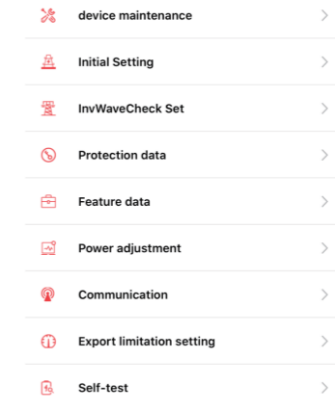 device maintenance
Initial Setting
InvWaveCheck Set
Protection data
Feature data
Power adjustment
Communication
Export limitation setting
Self-test